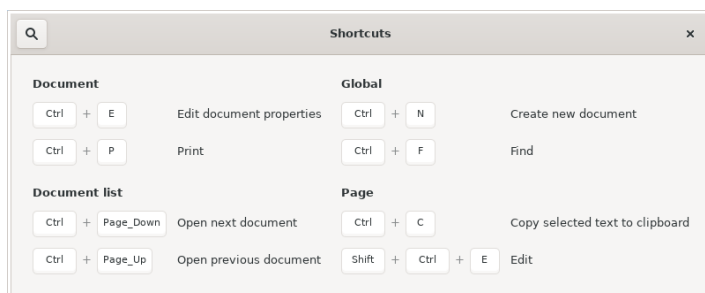 Shortcuts
Document
Ctrl + E Edit document properties
Ctrl + P Print
Document list
Ctrl + Page_Down Open next document
Ctrl + Page_Up Open previous document
Global
Ctrl + N Create new document
Ctrl + F Find
Page
Ctrl + C Copy selected text to clipboard
Shift + Ctrl + E Edit